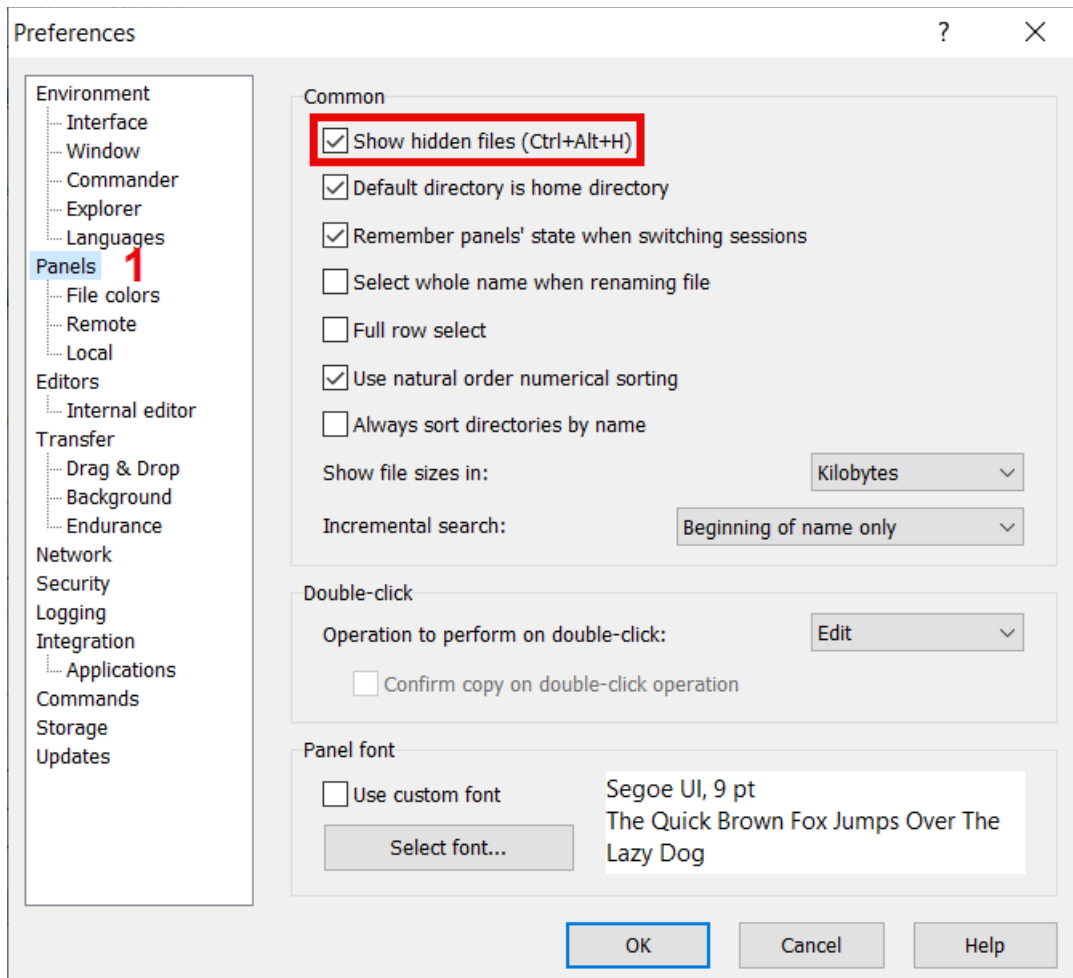 Preferences
?
Environment
Interface
Window
Commander
Explorer
Languages
Panels 1
File colors
Remote
Local
Editors
Internal editor
Transfer
Drag & Drop
Background
Endurance
Network
Security
Logging
Integration
Applications
Commands
Storage
Updates
Common
Show hidden files (Ctrl+Alt+H)
Default directory is home directory
Remember panels' state when switching sessions
Select whole name when renaming file
Full row select
Use natural order numerical sorting
Always sort directories by name
Show file sizes in: Kilobytes
Incremental search: Beginning of name only
Double-click
Operation to perform on double-click: Edit
Confirm copy on double-click operation
Panel font
Use custom font
Select font...
Segoe UI, 9 pt
The Quick Brown Fox Jumps Over The
Lazy Dog
OK Cancel Help